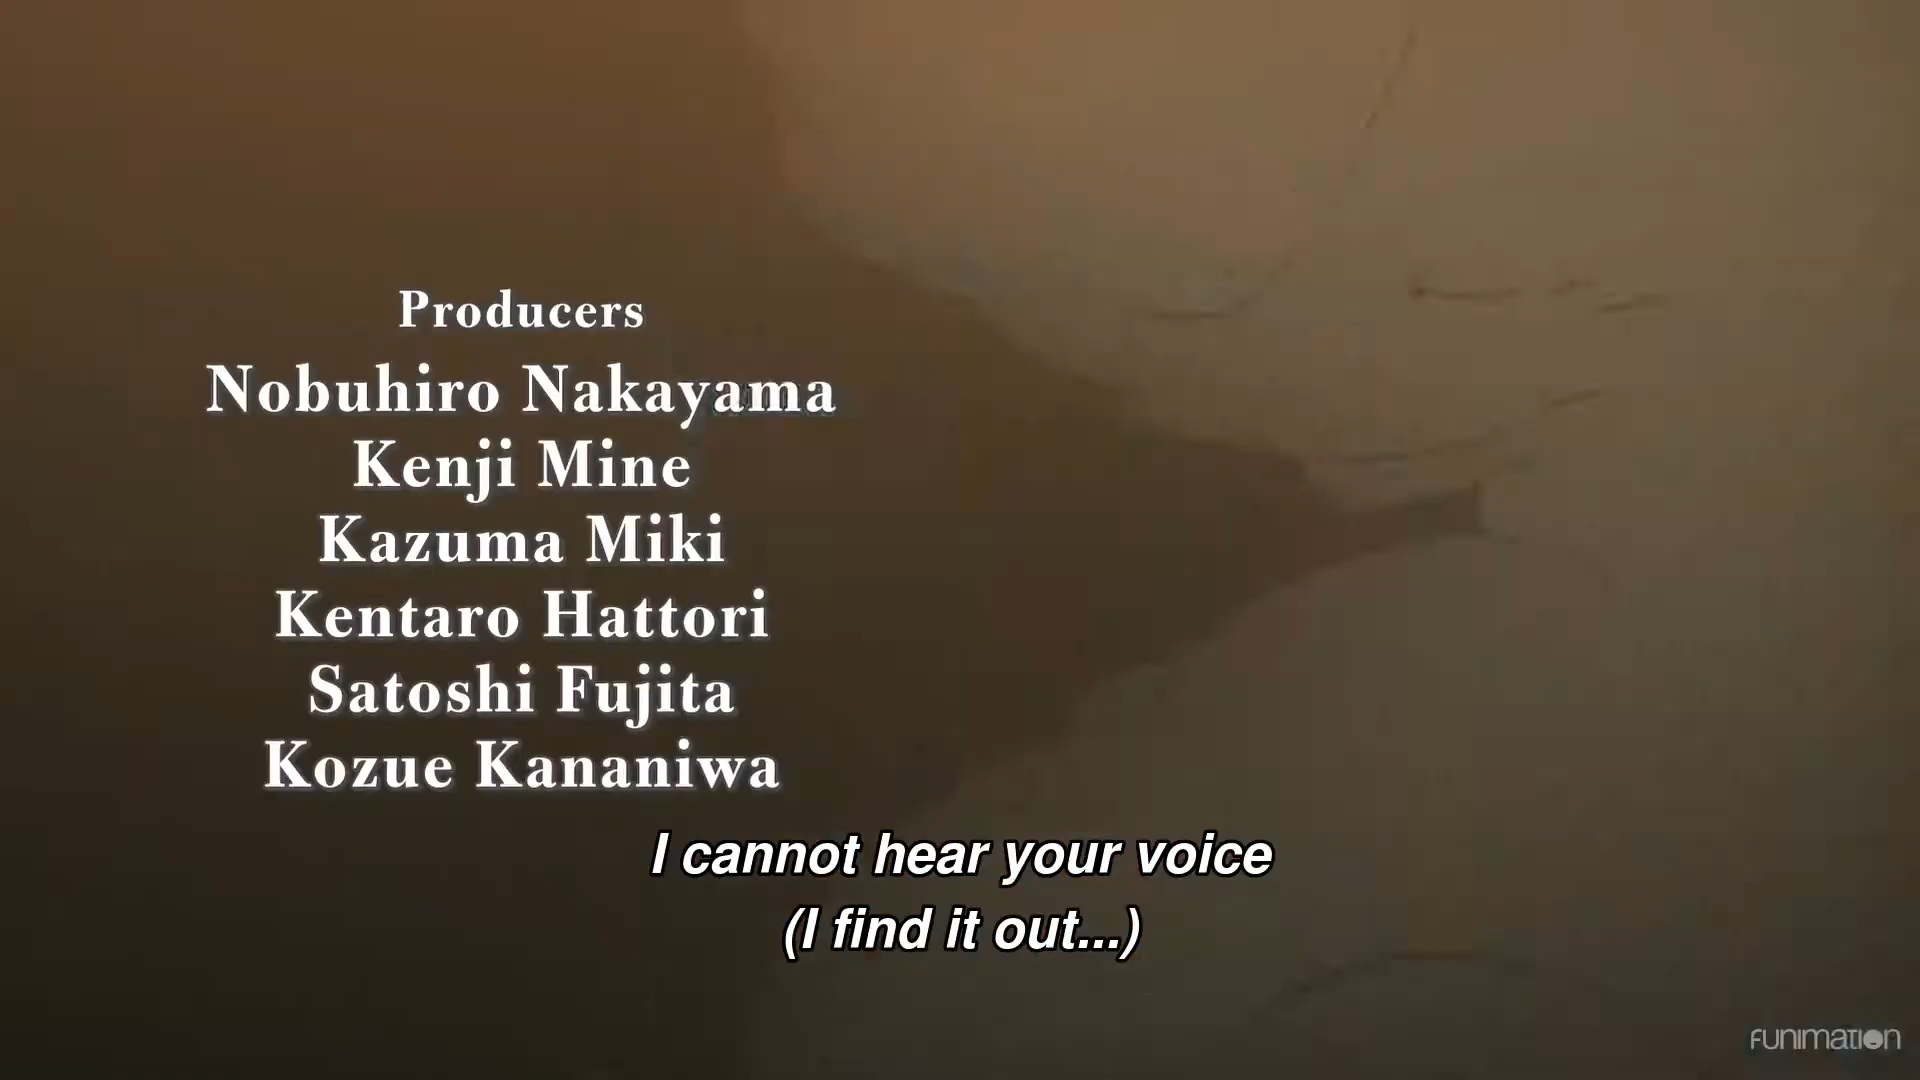 Producers
Nobuhiro Nakayama
Kenji Mine
Kazuma Miki
Kentaro Hattori
Satoshi Fujita
Kozue Kananiwa
I cannot hear your voice
(I find it out...)
FUNIMATION